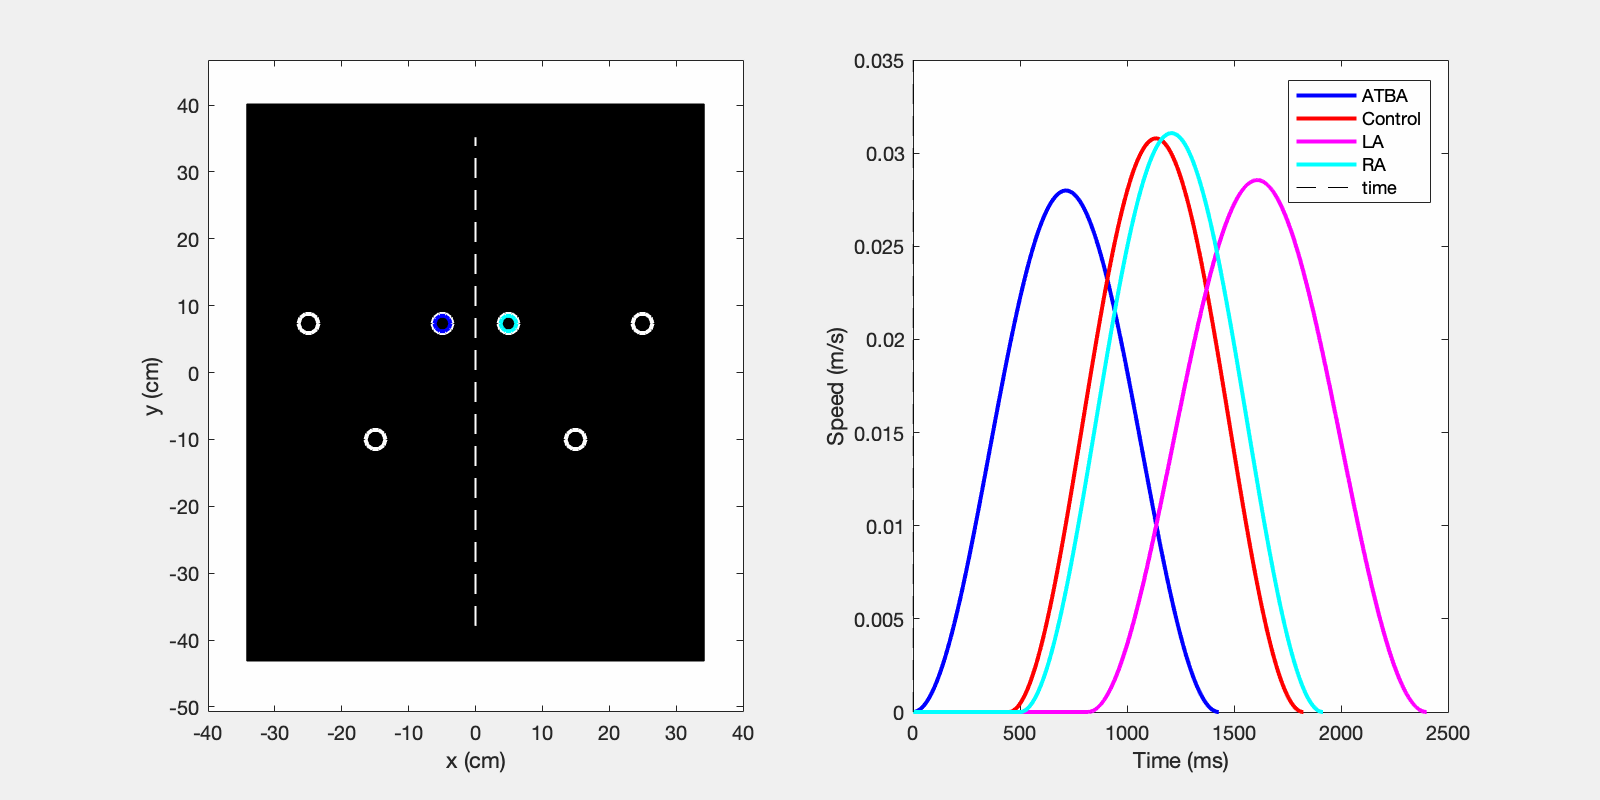 40
30
20
10
0
-10
-20
-30
-40
-50
y (cm)
-40 -30 -20 -10 0 10 20 30 40
x (cm)
0.035
0.03
0.025
0.02
0.015
0.01
0.005
0
Speed (m/s)
ATBA
Control
LA
RA
time
0 500 1000 1500 2000 2500
Time (ms)